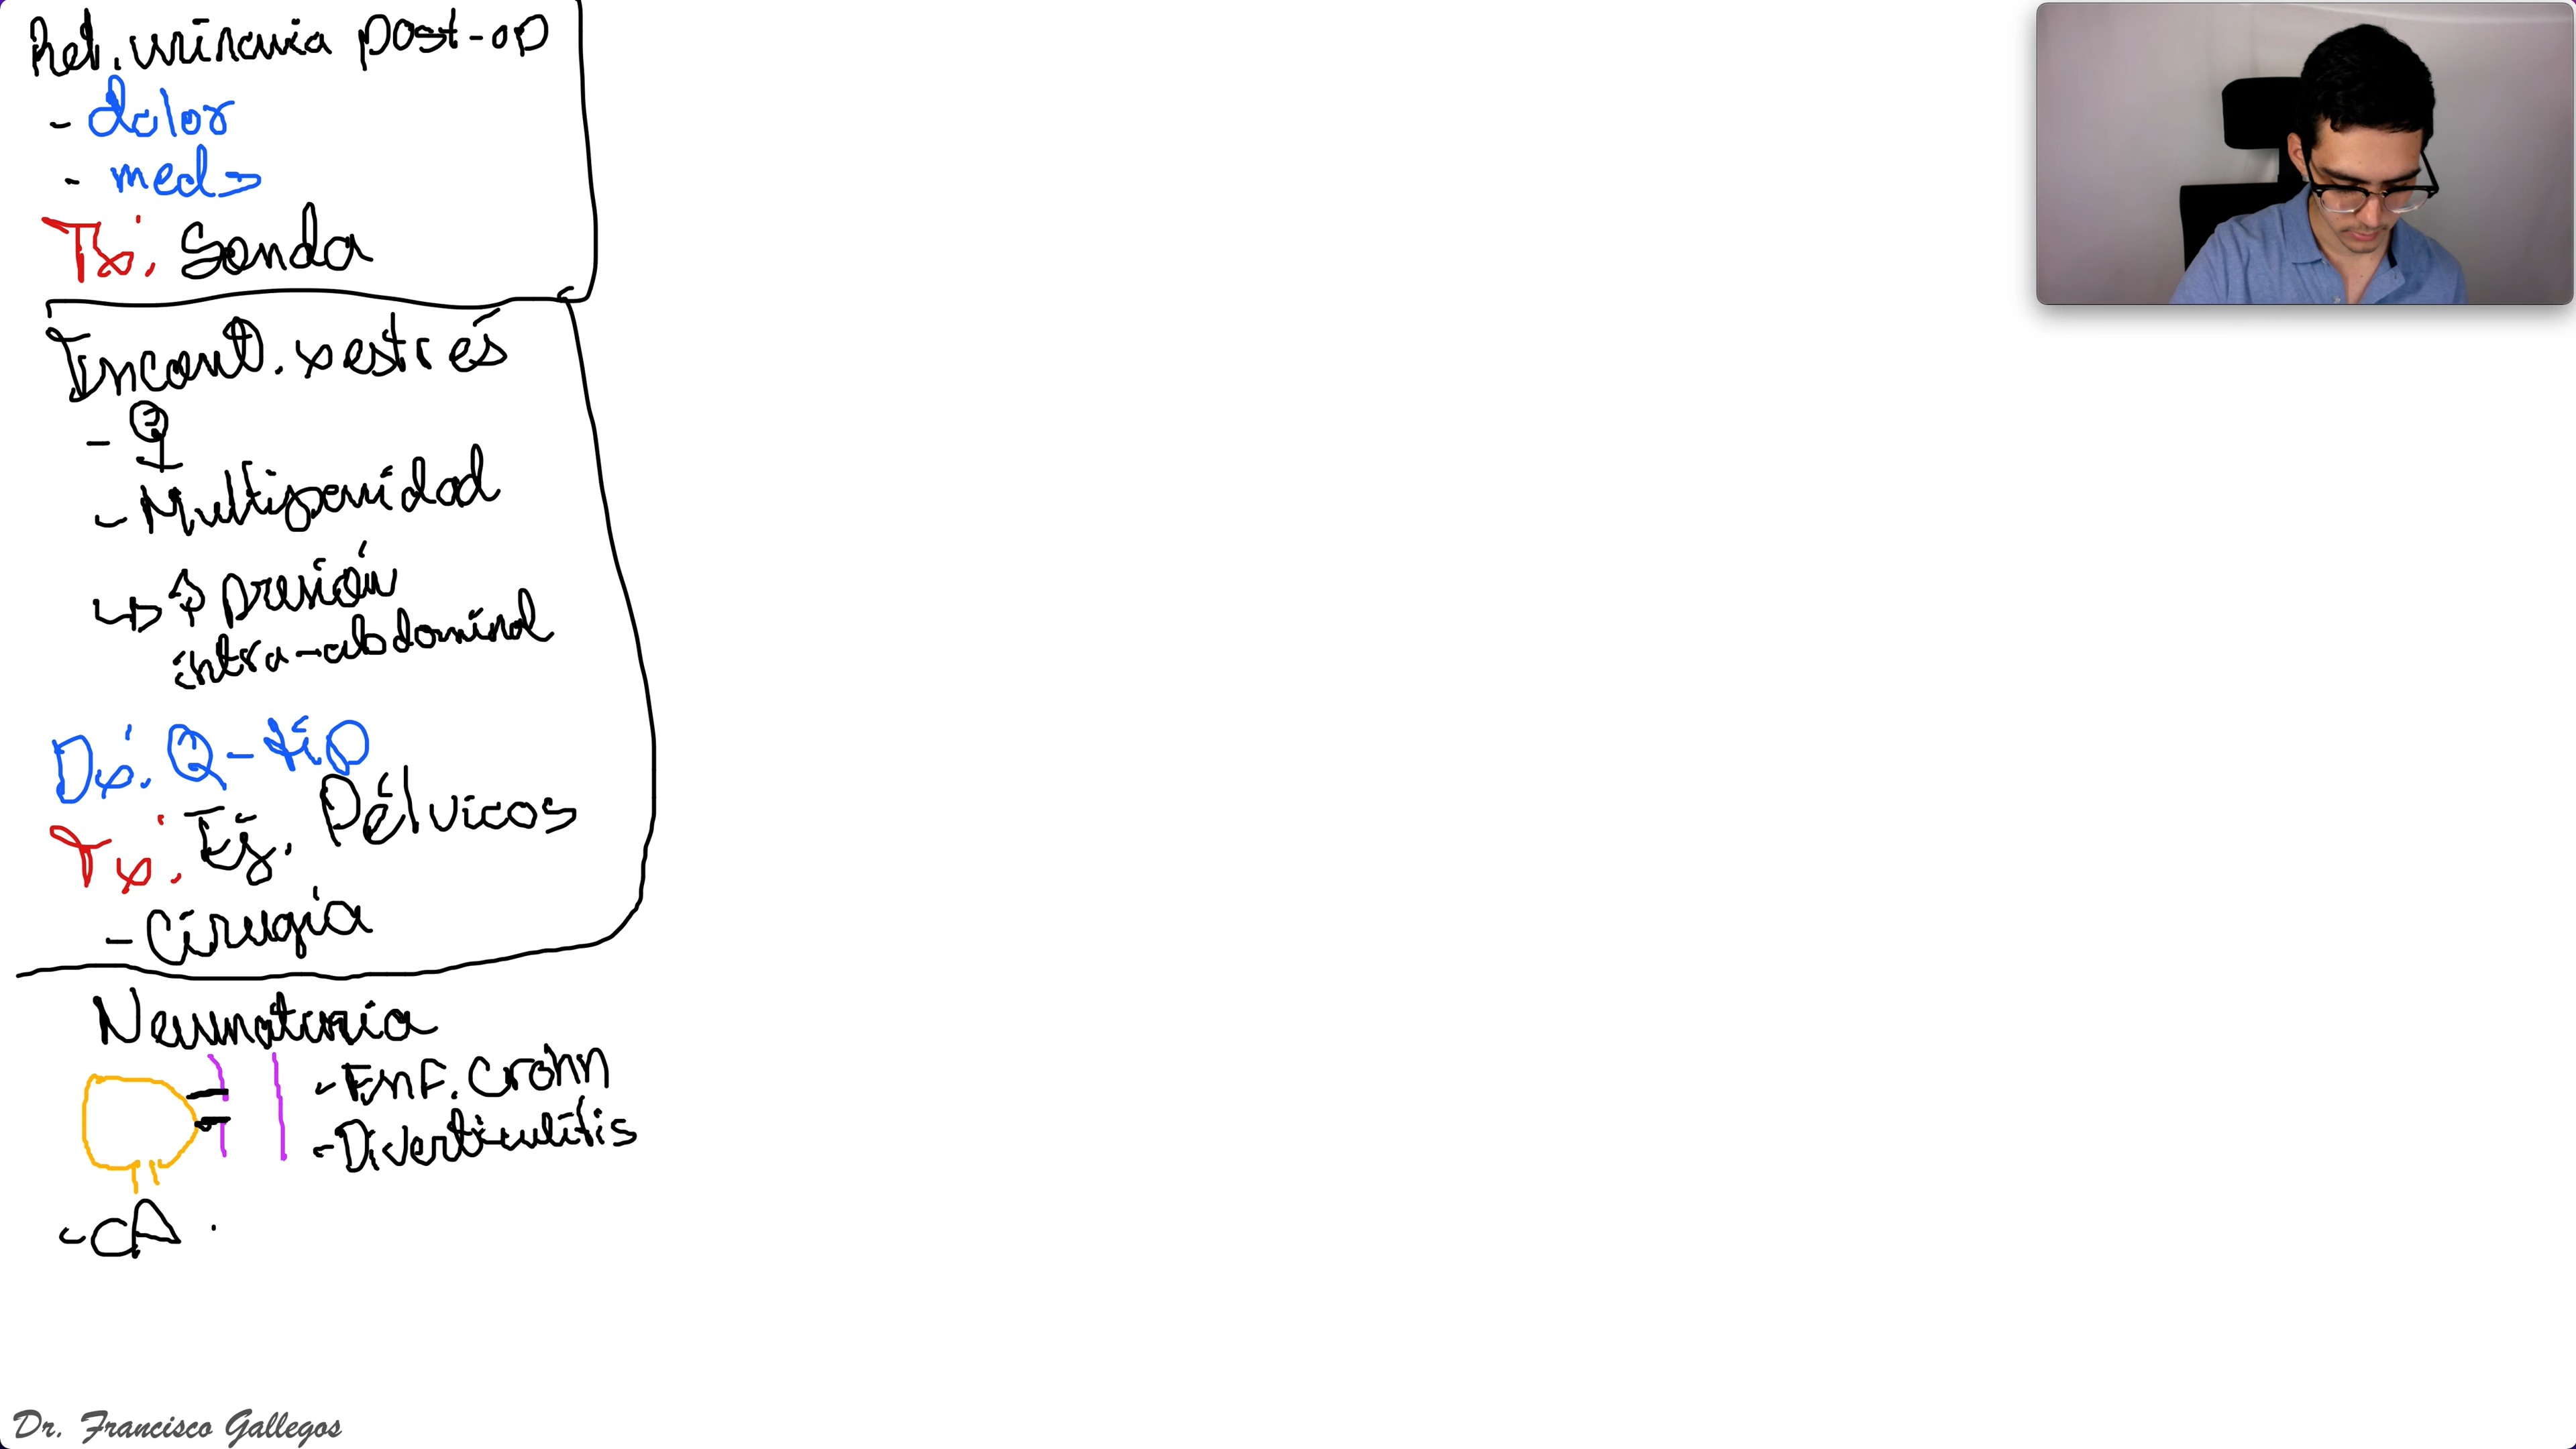 Ret. urinaria post-op
- dolor
- meds
Tx: Sonda
Incont. x estrés
- ♀
- Multiparidad
↳ ↑ presión
intra-abdominal
Dx: Q-tip
Tx: Ej. Pélvicos
- Cirugía
Neumaturia
- Enf. Crohn
- Diverticulitis
- CA
Dr. Francisco Gallegos